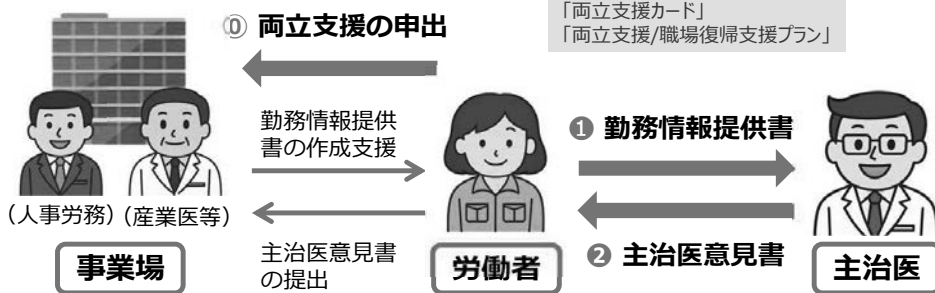 「両立支援カード」
「両立支援/職場復帰支援プラン」
⓪ 両立支援の申出
勤務情報提供
書の作成支援
❶ 勤務情報提供書
(人事労務)(産業医等)
主治医意見書
の提出
❷ 主治医意見書
事業場
労働者
主治医